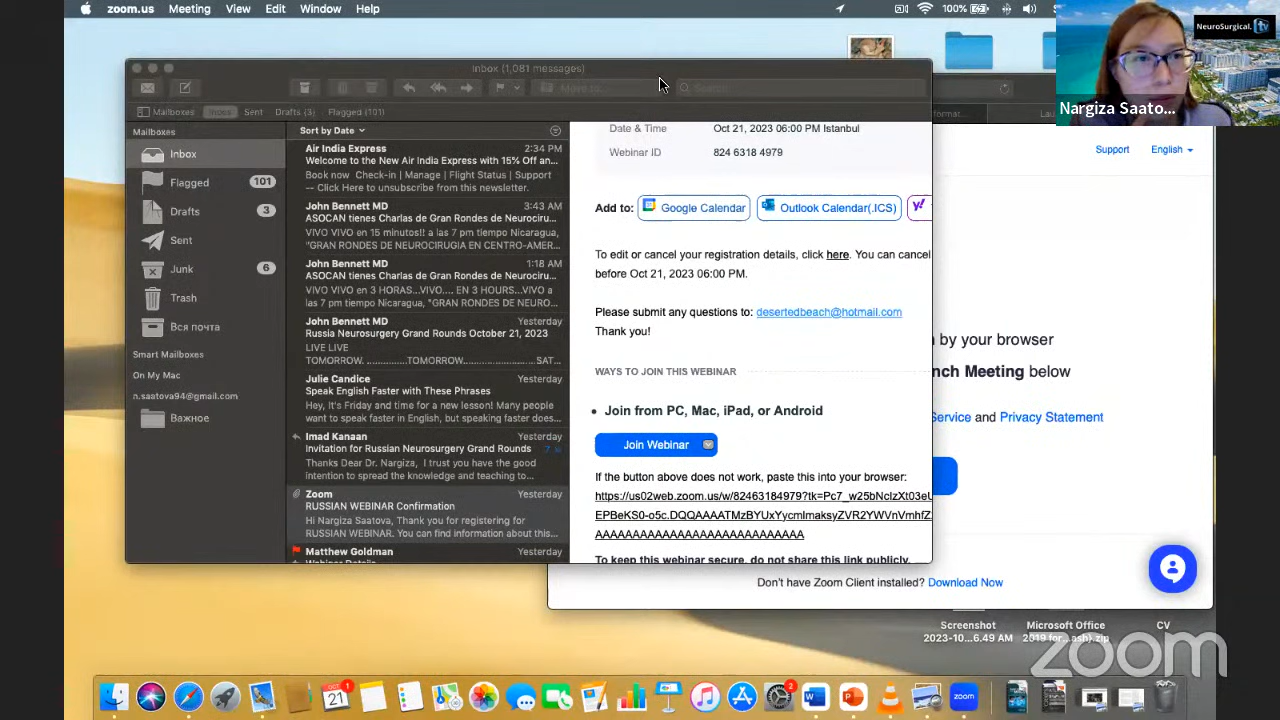 zoom.us Meeting View Edit Window Help
100%
NeuroSurgical.tv
Nargiza Saato...
Inbox (1,081 messages)
Move to...
Search
Mailboxes Inbox Sent Drafts (3) Flagged (101)
Mailboxes
Inbox
Flagged 101
Drafts 3
Sent
Junk 6
Trash
Вся почта
Smart Mailboxes
On My Mac
n.saatova94@gmail.com
Важное
Sort by Date
Air India Express 2:34 PM
Welcome to the New Air India Express with 15% Off an...
Book now Check-in | Manage | Flight Status | Support
-- Click Here to unsubscribe from this newsletter.
John Bennett MD 3:43 AM
ASOCAN tienes Charlas de Gran Rondes de Neurociru...
VIVO VIVO en 15 minutos!! a las 7 pm tiempo Nicaragua,
"GRAN RONDES DE NEUROCIRUGIA EN CENTRO-AMER...
John Bennett MD 1:18 AM
ASOCAN tienes Charlas de Gran Rondes de Neurociru...
VIVO VIVO en 3 HORAS...VIVO.... EN 3 HOURS...VIVO a
las 7 pm tiempo Nicaragua, "GRAN RONDES DE NEURO...
John Bennett MD Yesterday
Russia Neurosurgery Grand Rounds October 21, 2023
LIVE LIVE
TOMORROW. ..................TOMORROW....................SAT...
Julie Candice Yesterday
Speak English Faster with These Phrases
Hey, It's Friday and time for a new lesson! Many people
want to speak faster in English, but speaking faster does...
Imad Kanaan Yesterday
Invitation for Russian Neurosurgery Grand Rounds
Thanks Dear Dr. Nargiza, I trust you have the good
intention to spread the knowledge and teaching to...
Zoom Yesterday
RUSSIAN WEBINAR Confirmation
Hi Nargiza Saatova, Thank you for registering for
RUSSIAN WEBINAR. You can find information about this...
Matthew Goldman Yesterday
Webinar Details
Date & Time Oct 21, 2023 06:00 PM Istanbul
Webinar ID 824 6318 4979
Add to: Google Calendar Outlook Calendar(.ICS)
To edit or cancel your registration details, click here. You can cancel
before Oct 21, 2023 06:00 PM.
Please submit any questions to: desertedbeach@hotmail.com
Thank you!
WAYS TO JOIN THIS WEBINAR
• Join from PC, Mac, iPad, or Android
Join Webinar
If the button above does not work, paste this into your browser:
To keep this webinar secure, do not share this link publicly.
Support English
by your browser
nch Meeting below
Service and Privacy Statement
Don't have Zoom Client installed? Download Now
Screenshot
2023-10...6.49 AM
Microsoft Office
CV
zoom
OCT
21
1
2
zoom